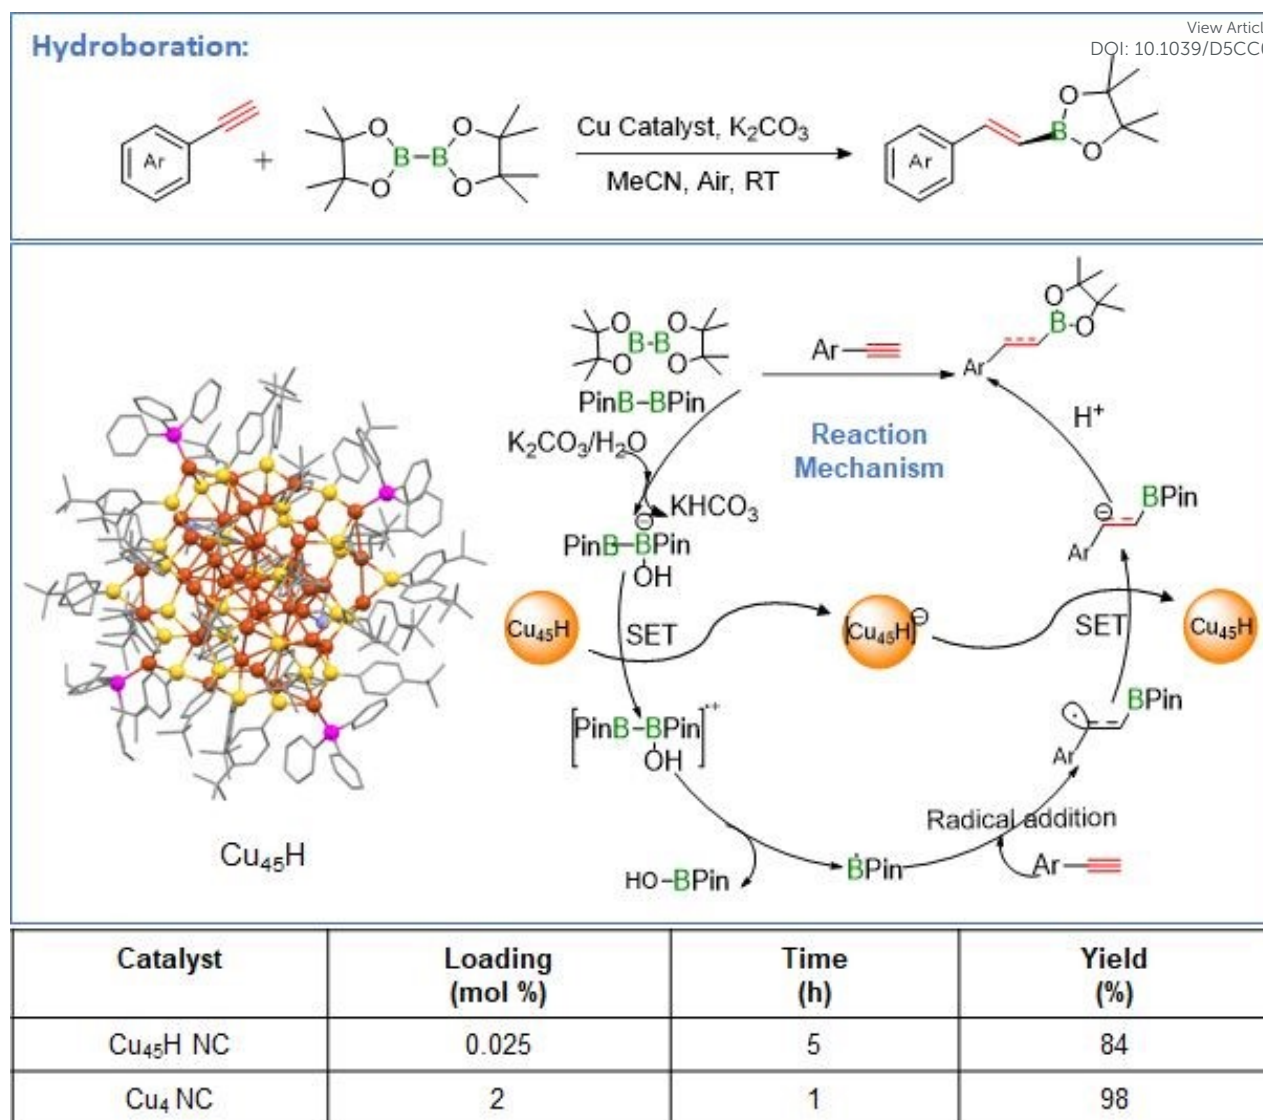 View Articl
DOI: 10.1039/D5CC
Hydroboration:
Ar
+
O
O
B
B
O
O
Cu Catalyst, K₂CO₃
MeCN, Air, RT
Ar
O
B
O
O
O
B-B
O
O
PinB–BPin
Ar
O
B
O
Ar
K₂CO₃/H₂O
KHCO₃
Reaction
Mechanism
H⁺
PinB–BPin
⊖
OH
BPin
⊖
Ar
Cu₄₅H
SET
[Cu₄₅H]⊖
SET
Cu₄₅H
[PinB–BPin]•+
OH
BPin
Ar
Radical addition
HO–BPin
ḂPin
Ar
Cu₄₅H
Catalyst Loading (mol %) Time (h) Yield (%)
Cu₄₅H NC 0.025 5 84
Cu₄ NC 2 1 98